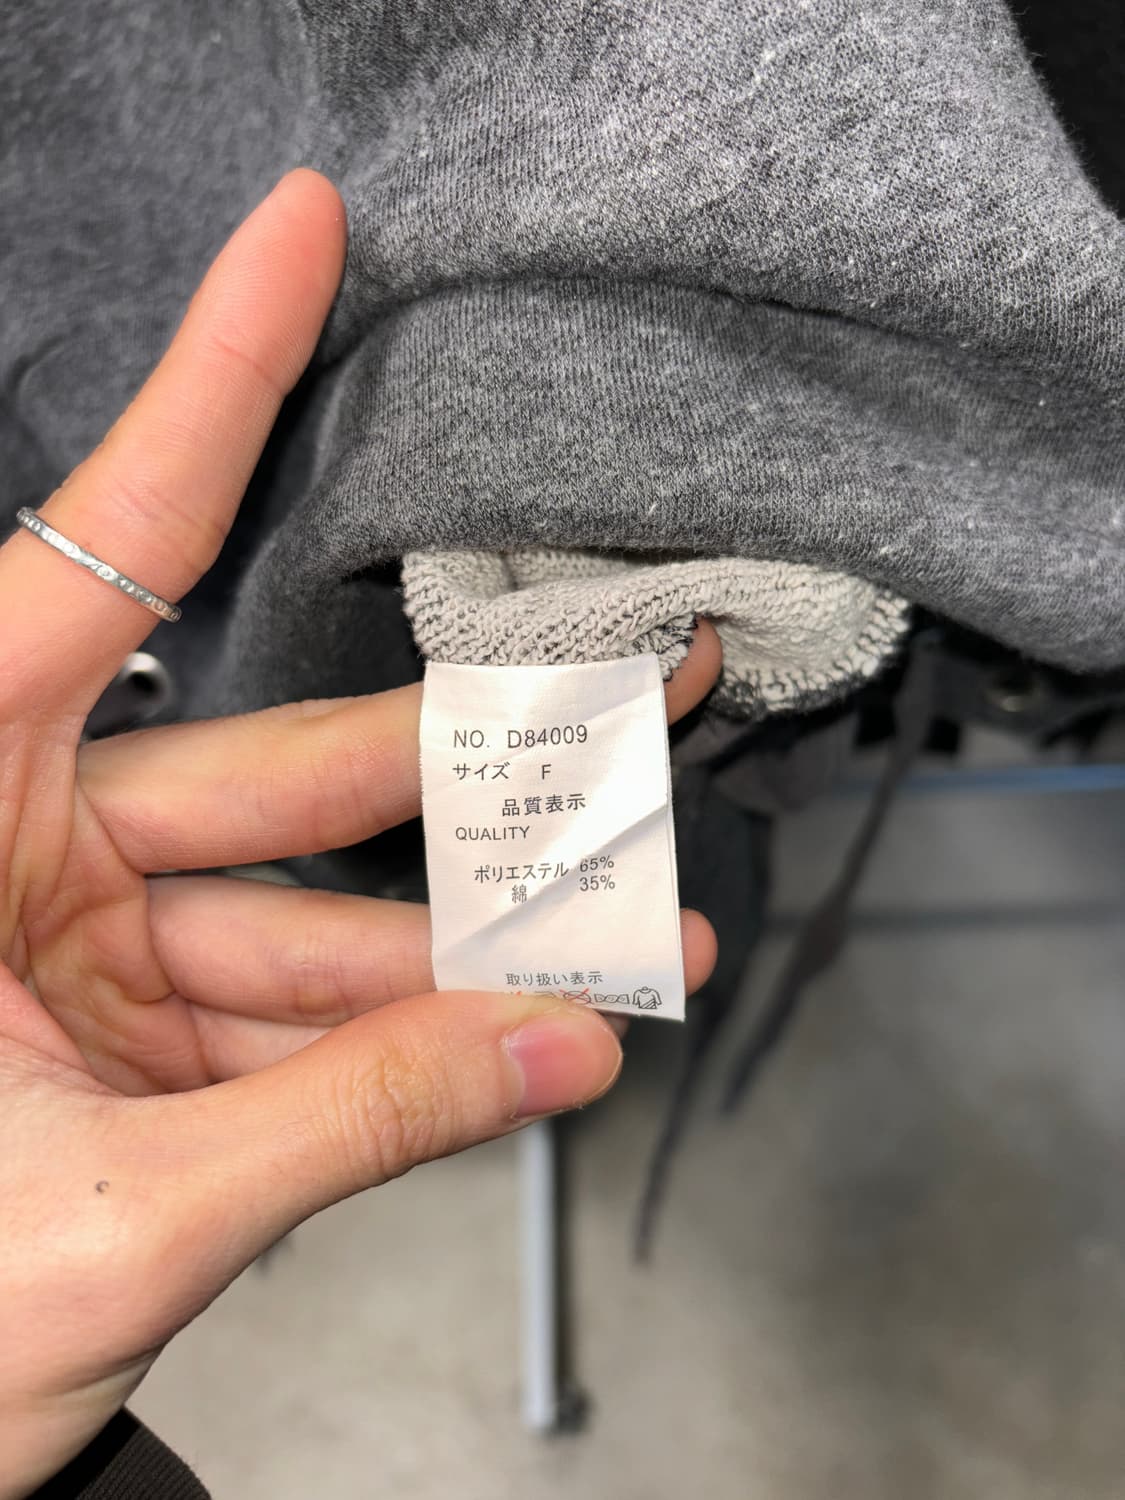 NO. D84009
サイズ F
品質表示
QUALITY
ポリエステル 65%
綿 35%
取り扱い表示